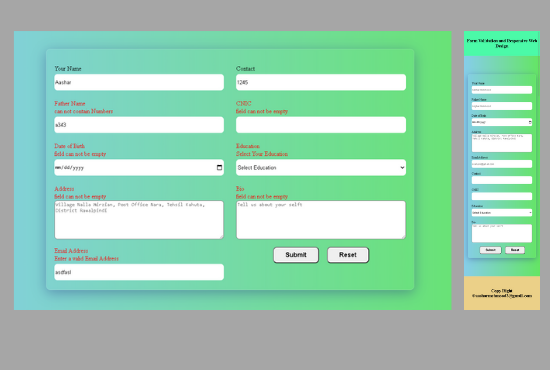 Your Name
Aashar
Contact
1245
Father Name
can not contain Numbers
a343
CNIC
field can not be empty
Date of Birth
field can not be empty
mm/dd/yyyy
Education
Select Your Education
Select Education
Address
field can not be empty
Village Malla
Post Office Nara, Tehsil Kahuta,
District Rawalpindi
Bio
field can not be empty
Tell us about your self!
Email Address
Enter a valid Email Address
asdfasl
Submit
Reset
Form Validation and Responsive Web
Design
Your Name
Father Name
Date of Birth
Address
Email Address
Contact
CNIC
Education
Select Education
Bio
Submit
Reset
Copy Right